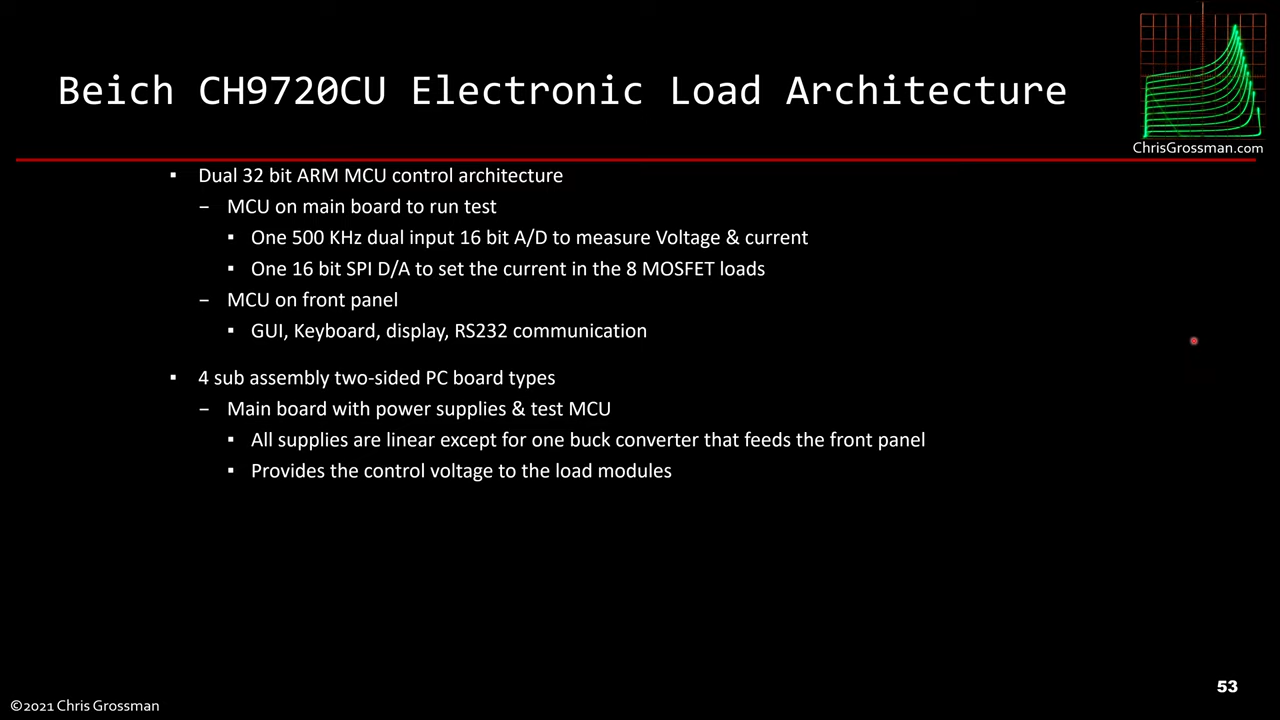 Beich CH9720CU Electronic Load Architecture
ChrisGrossman.com
▪ Dual 32 bit ARM MCU control architecture
– MCU on main board to run test
▪ One 500 KHz dual input 16 bit A/D to measure Voltage & current
▪ One 16 bit SPI D/A to set the current in the 8 MOSFET loads
– MCU on front panel
▪ GUI, Keyboard, display, RS232 communication
▪ 4 sub assembly two-sided PC board types
– Main board with power supplies & test MCU
▪ All supplies are linear except for one buck converter that feeds the front panel
▪ Provides the control voltage to the load modules
53
©2021 Chris Grossman